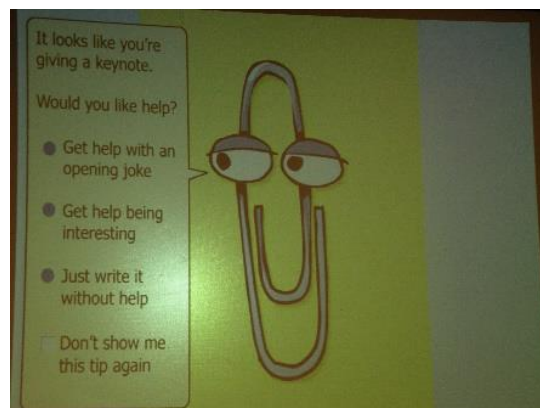 It looks like you're
giving a keynote.
Would you like help?
Get help with an
opening joke
Get help being
interesting
Just write it
without help
Don't show me
this tip again